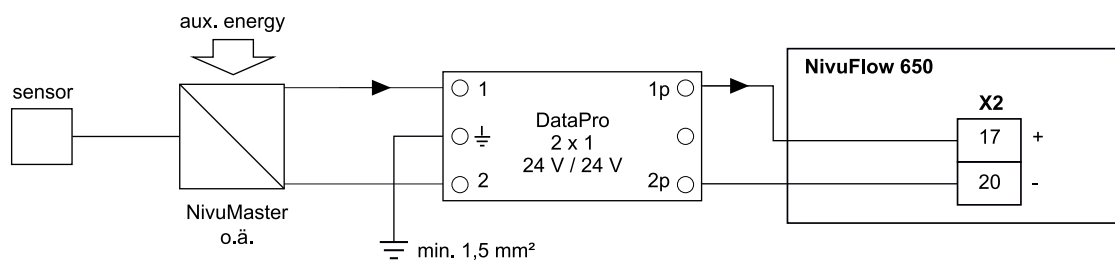 aux. energy
sensor
NivuMaster
o.ä.
1
2
DataPro
2 x 1
24 V / 24 V
1p
2p
min. 1,5 mm²
NivuFlow 650
X2
17 +
20 -